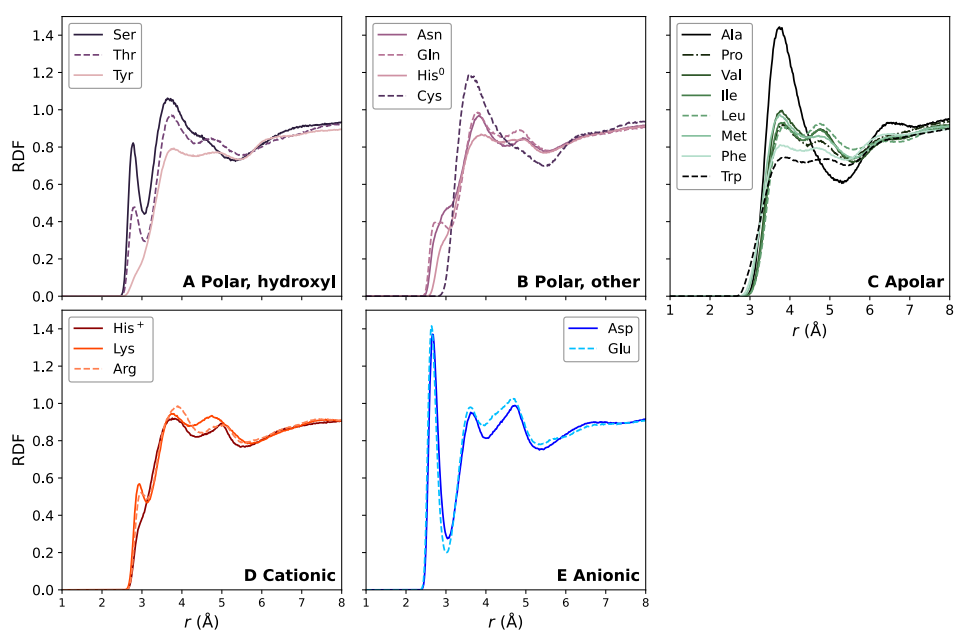 1.4
1.2
1.0
0.8
0.6
0.4
0.2
0.0
RDF
Ser
Thr
Tyr
A Polar, hydroxyl
Asn
Gln
His⁰
Cys
B Polar, other
Ala
Pro
Val
Ile
Leu
Met
Phe
Trp
C Apolar
1 2 3 4 5 6 7 8
r (Å)
1.4
1.2
1.0
0.8
0.6
0.4
0.2
0.0
RDF
His⁺
Lys
Arg
D Cationic
1 2 3 4 5 6 7 8
r (Å)
Asp
Glu
E Anionic
1 2 3 4 5 6 7 8
r (Å)